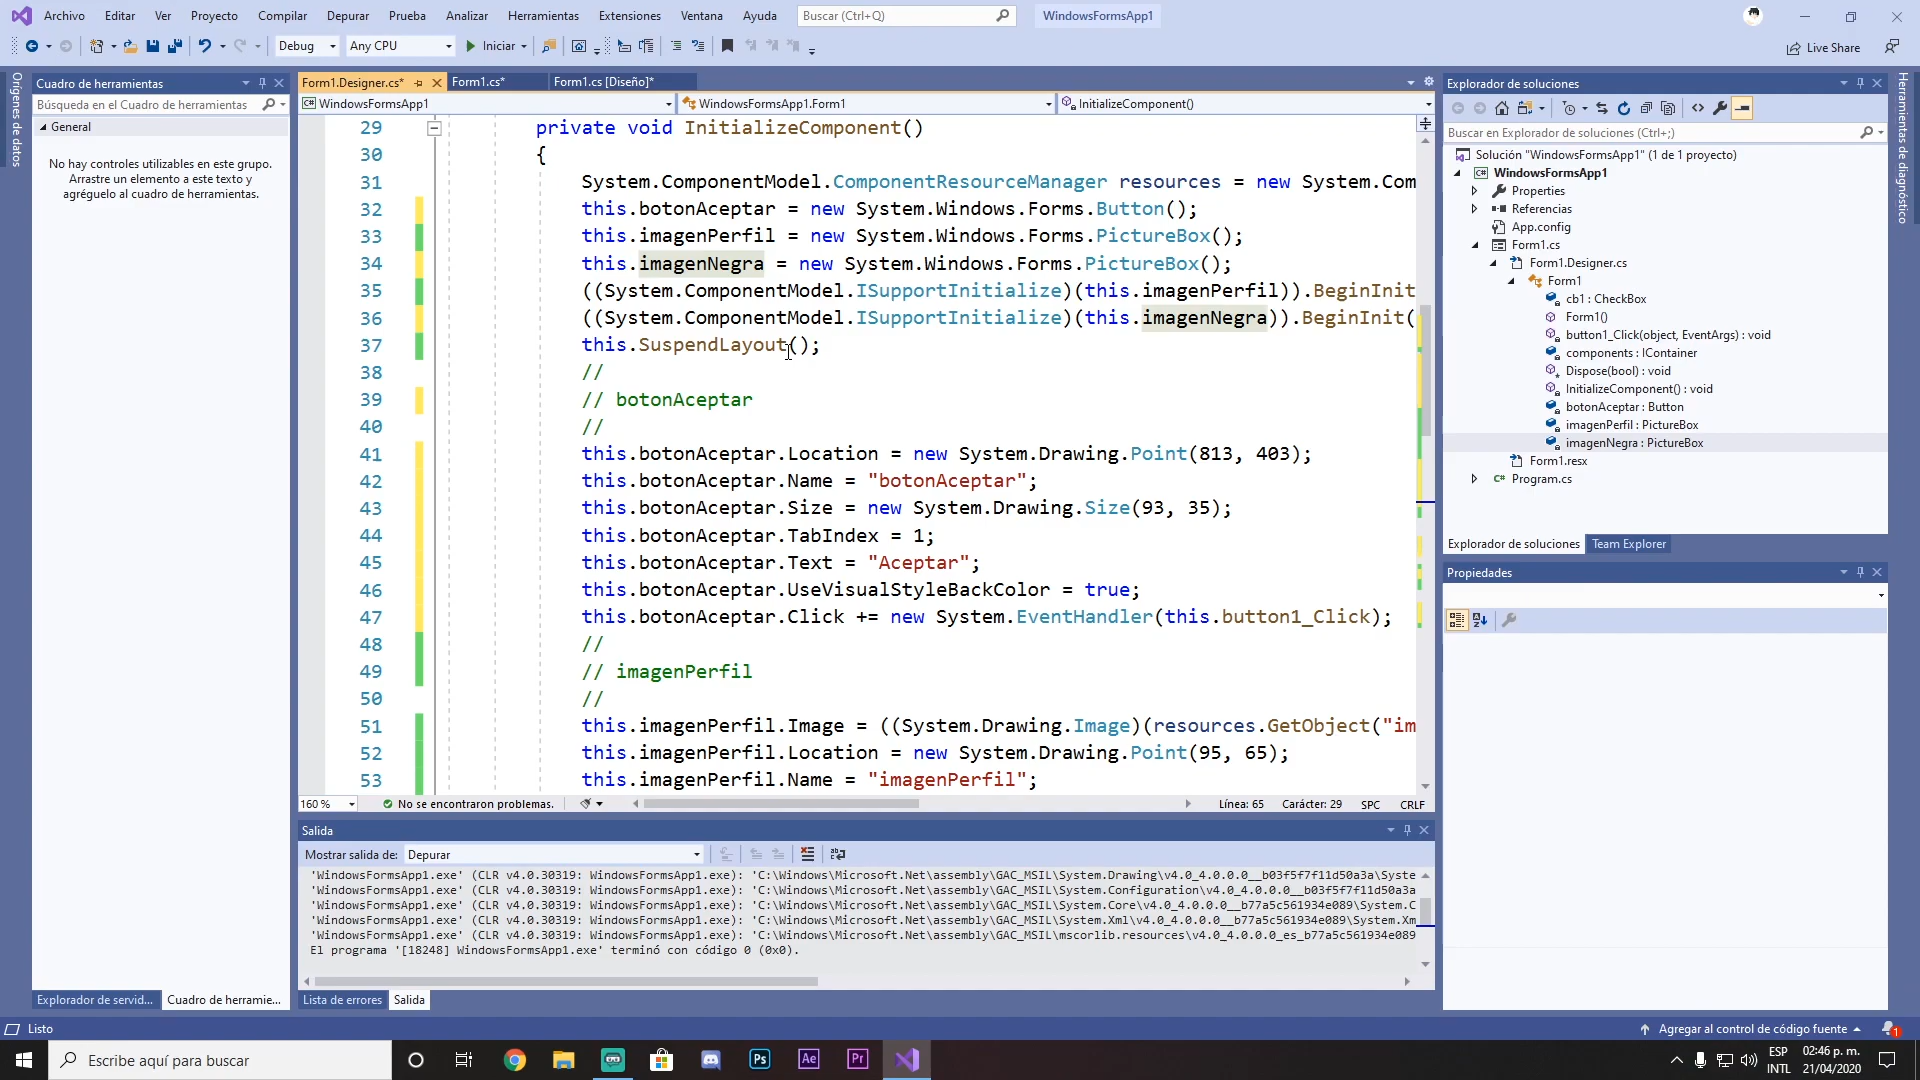 Archivo Editar Ver Proyecto Compilar Depurar Prueba Analizar Herramientas Extensiones Ventana Ayuda Buscar (Ctrl+Q) WindowsFormsApp1
Debug Any CPU Iniciar Live Share
Orígenes de datos
Cuadro de herramientas
Búsqueda en el Cuadro de herramientas
General
No hay controles utilizables en este grupo.
Arrastre un elemento a este texto y
agréguelo al cuadro de herramientas.
Explorador de servid... Cuadro de herramie...
Form1.Designer.cs* Form1.cs* Form1.cs [Diseño]*
WindowsFormsApp1 WindowsFormsApp1.Form1 InitializeComponent()
29 private void InitializeComponent()
30 {
31 System.ComponentModel.ComponentResourceManager resources = new System.Com
32 this.botonAceptar = new System.Windows.Forms.Button();
33 this.imagenPerfil = new System.Windows.Forms.PictureBox();
34 this.imagenNegra = new System.Windows.Forms.PictureBox();
35 ((System.ComponentModel.ISupportInitialize)(this.imagenPerfil)).BeginInit
36 ((System.ComponentModel.ISupportInitialize)(this.imagenNegra)).BeginInit(
37 this.SuspendLayout();
38 //
39 // botonAceptar
40 //
41 this.botonAceptar.Location = new System.Drawing.Point(813, 403);
42 this.botonAceptar.Name = "botonAceptar";
43 this.botonAceptar.Size = new System.Drawing.Size(93, 35);
44 this.botonAceptar.TabIndex = 1;
45 this.botonAceptar.Text = "Aceptar";
46 this.botonAceptar.UseVisualStyleBackColor = true;
47 this.botonAceptar.Click += new System.EventHandler(this.button1_Click);
48 //
49 // imagenPerfil
50 //
51 this.imagenPerfil.Image = ((System.Drawing.Image)(resources.GetObject("im
52 this.imagenPerfil.Location = new System.Drawing.Point(95, 65);
53 this.imagenPerfil.Name = "imagenPerfil";
160 % No se encontraron problemas. Línea: 65 Carácter: 29 SPC CRLF
Salida
Mostrar salida de: Depurar
'WindowsFormsApp1.exe' (CLR v4.0.30319: WindowsFormsApp1.exe): 'C:\Windows\Microsoft.Net\assembly\GAC_MSIL\System.Drawing\v4.0_4.0.0.0__b03f5f7f11d50a3a\Syste
'WindowsFormsApp1.exe' (CLR v4.0.30319: WindowsFormsApp1.exe): 'C:\Windows\Microsoft.Net\assembly\GAC_MSIL\System.Configuration\v4.0_4.0.0.0__b03f5f7f11d50a3a
'WindowsFormsApp1.exe' (CLR v4.0.30319: WindowsFormsApp1.exe): 'C:\Windows\Microsoft.Net\assembly\GAC_MSIL\System.Core\v4.0_4.0.0.0__b77a5c561934e089\System.C
'WindowsFormsApp1.exe' (CLR v4.0.30319: WindowsFormsApp1.exe): 'C:\Windows\Microsoft.Net\assembly\GAC_MSIL\System.Xml\v4.0_4.0.0.0__b77a5c561934e089\System.Xm
'WindowsFormsApp1.exe' (CLR v4.0.30319: WindowsFormsApp1.exe): 'C:\Windows\Microsoft.Net\assembly\GAC_MSIL\mscorlib.resources\v4.0_4.0.0.0_es_b77a5c561934e089
El programa '[18248] WindowsFormsApp1.exe' terminó con código 0 (0x0).
Lista de errores Salida
Explorador de soluciones
Buscar en Explorador de soluciones (Ctrl+;)
Solución "WindowsFormsApp1" (1 de 1 proyecto)
C# WindowsFormsApp1
Properties
Referencias
App.config
Form1.cs
Form1.Designer.cs
Form1
cb1 : CheckBox
Form1()
button1_Click(object, EventArgs) : void
components : IContainer
Dispose(bool) : void
InitializeComponent() : void
botonAceptar : Button
imagenPerfil : PictureBox
imagenNegra : PictureBox
Form1.resx
C# Program.cs
Explorador de soluciones Team Explorer
Propiedades
Herramientas de diagnóstico
Listo Agregar al control de código fuente 1
Escribe aquí para buscar Ps Ae Pr
ESP 02:46 p. m.
INTL 21/04/2020